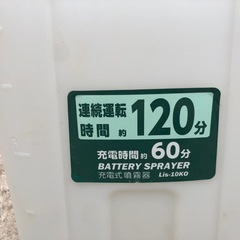 連続運転
時間 約 120分
充電時間約60分
BATTERY SPRAYER
充電式噴霧器 Lis-10KO